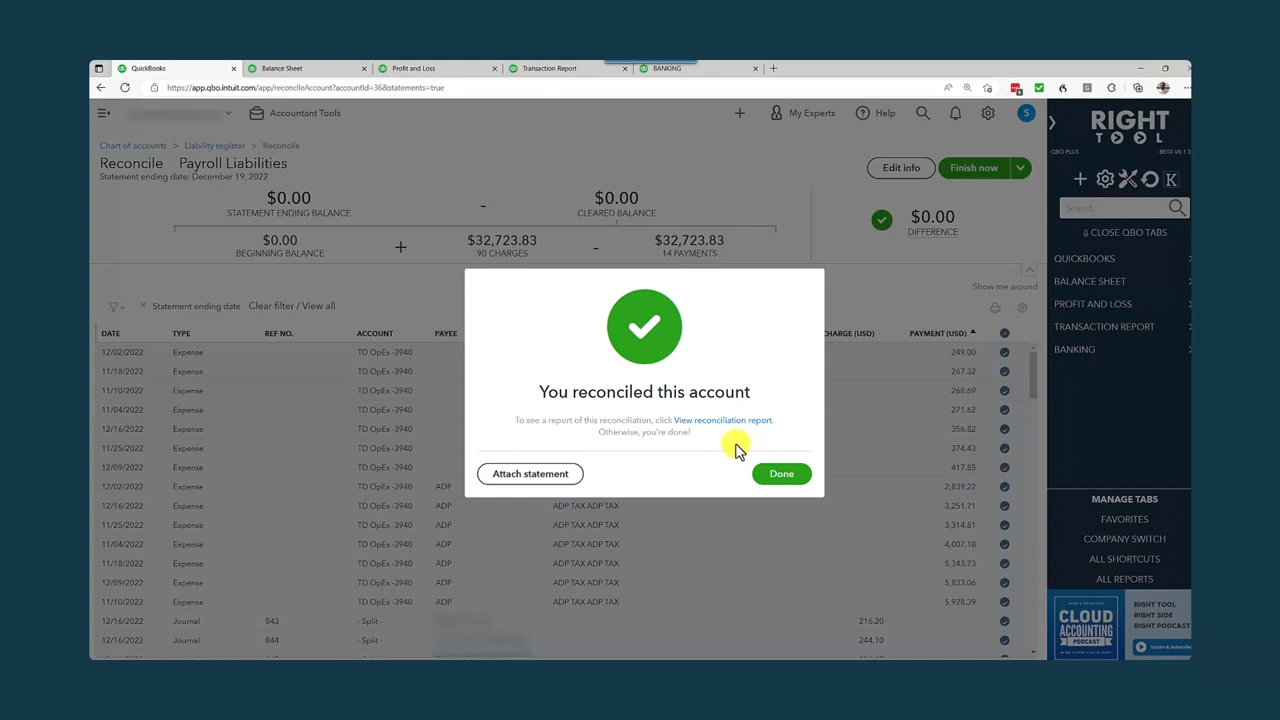 QuickBooks
Balance Sheet
Profit and Loss
Transaction Report
BANKING
https://app.qbo.intuit.com/app/reconcileAccount?accountId=36&statements=true
Accountant Tools
My Experts
Help
S
Chart of accounts > Liability register > Reconcile
Reconcile Payroll Liabilities
Statement ending date: December 19, 2022
Edit info
Finish now
$0.00
STATEMENT ENDING BALANCE
-
$0.00
CLEARED BALANCE
$0.00
BEGINNING BALANCE
+
$32,723.83
90 CHARGES
-
$32,723.83
14 PAYMENTS
$0.00
DIFFERENCE
Show me around
Statement ending date Clear filter / View all
DATE TYPE REF NO. ACCOUNT PAYEE CHARGE (USD) PAYMENT (USD)
12/02/2022 Expense TD OpEx -3940 249.00
11/18/2022 Expense TD OpEx -3940 267.32
11/10/2022 Expense TD OpEx -3940 268.69
11/04/2022 Expense TD OpEx -3940 271.62
12/16/2022 Expense TD OpEx -3940 356.82
11/25/2022 Expense TD OpEx -3940 374.43
12/09/2022 Expense TD OpEx -3940 417.85
12/02/2022 Expense TD OpEx -3940 ADP 2,839.22
12/16/2022 Expense TD OpEx -3940 ADP ADP TAX ADP TAX 3,251.71
11/25/2022 Expense TD OpEx -3940 ADP ADP TAX ADP TAX 3,314.81
11/04/2022 Expense TD OpEx -3940 ADP ADP TAX ADP TAX 4,007.18
11/18/2022 Expense TD OpEx -3940 ADP ADP TAX ADP TAX 5,343.73
12/09/2022 Expense TD OpEx -3940 ADP ADP TAX ADP TAX 5,833.06
11/10/2022 Expense TD OpEx -3940 ADP ADP TAX ADP TAX 5,928.39
12/16/2022 Journal 843 - Split - 216.20
12/16/2022 Journal 844 - Split - 244.10
You reconciled this account
To see a report of this reconciliation, click View reconciliation report.
Otherwise, you're done!
Attach statement
Done
RIGHT
TOOL
QBO PLUS
BETA V0.1.3
K
Search
CLOSE QBO TABS
QUICKBOOKS
BALANCE SHEET
PROFIT AND LOSS
TRANSACTION REPORT
BANKING
MANAGE TABS
FAVORITES
COMPANY SWITCH
ALL SHORTCUTS
ALL REPORTS
CLOUD
ACCOUNTING
PODCAST
RIGHT TOOL
RIGHT SIDE
RIGHT PODCAST
Listen & Subscribe